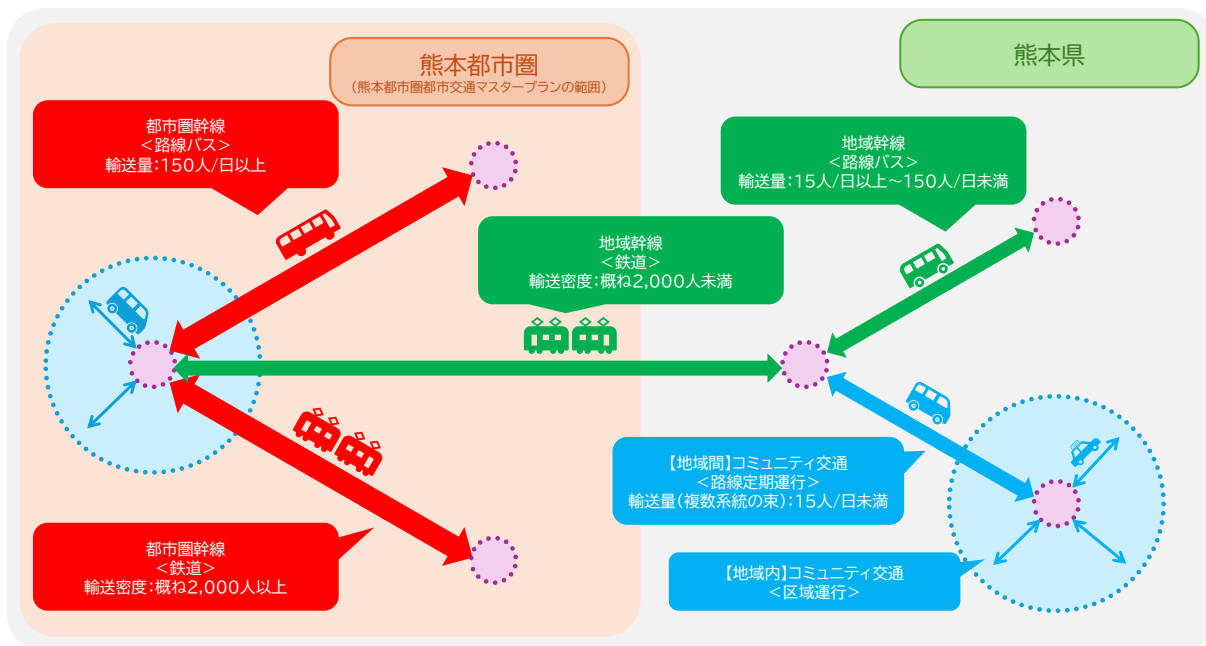 熊本都市圏
（熊本都市圏都市交通マスタープランの範囲）
熊本県
都市圏幹線
＜路線バス＞
輸送量：150人/日以上
地域幹線
＜路線バス＞
輸送量：15人/日以上～150人/日未満
地域幹線
＜鉄道＞
輸送密度：概ね2,000人未満
【地域間】コミュニティ交通
＜路線定期運行＞
輸送量（複数系統の束）：15人/日未満
都市圏幹線
＜鉄道＞
輸送密度：概ね2,000人以上
【地域内】コミュニティ交通
＜区域運行＞